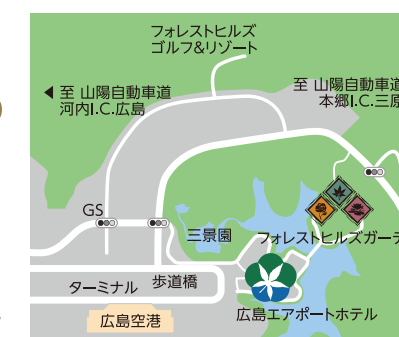 フォレストヒルズ
ゴルフ&リゾート
◀ 至 山陽自動車道
河内I.C.広島
至 山陽自動車道
本郷I.C.三原
GS
三景園
フォレストヒルズガーデ
ターミナル
歩道橋
広島空港
広島エアポートホテル